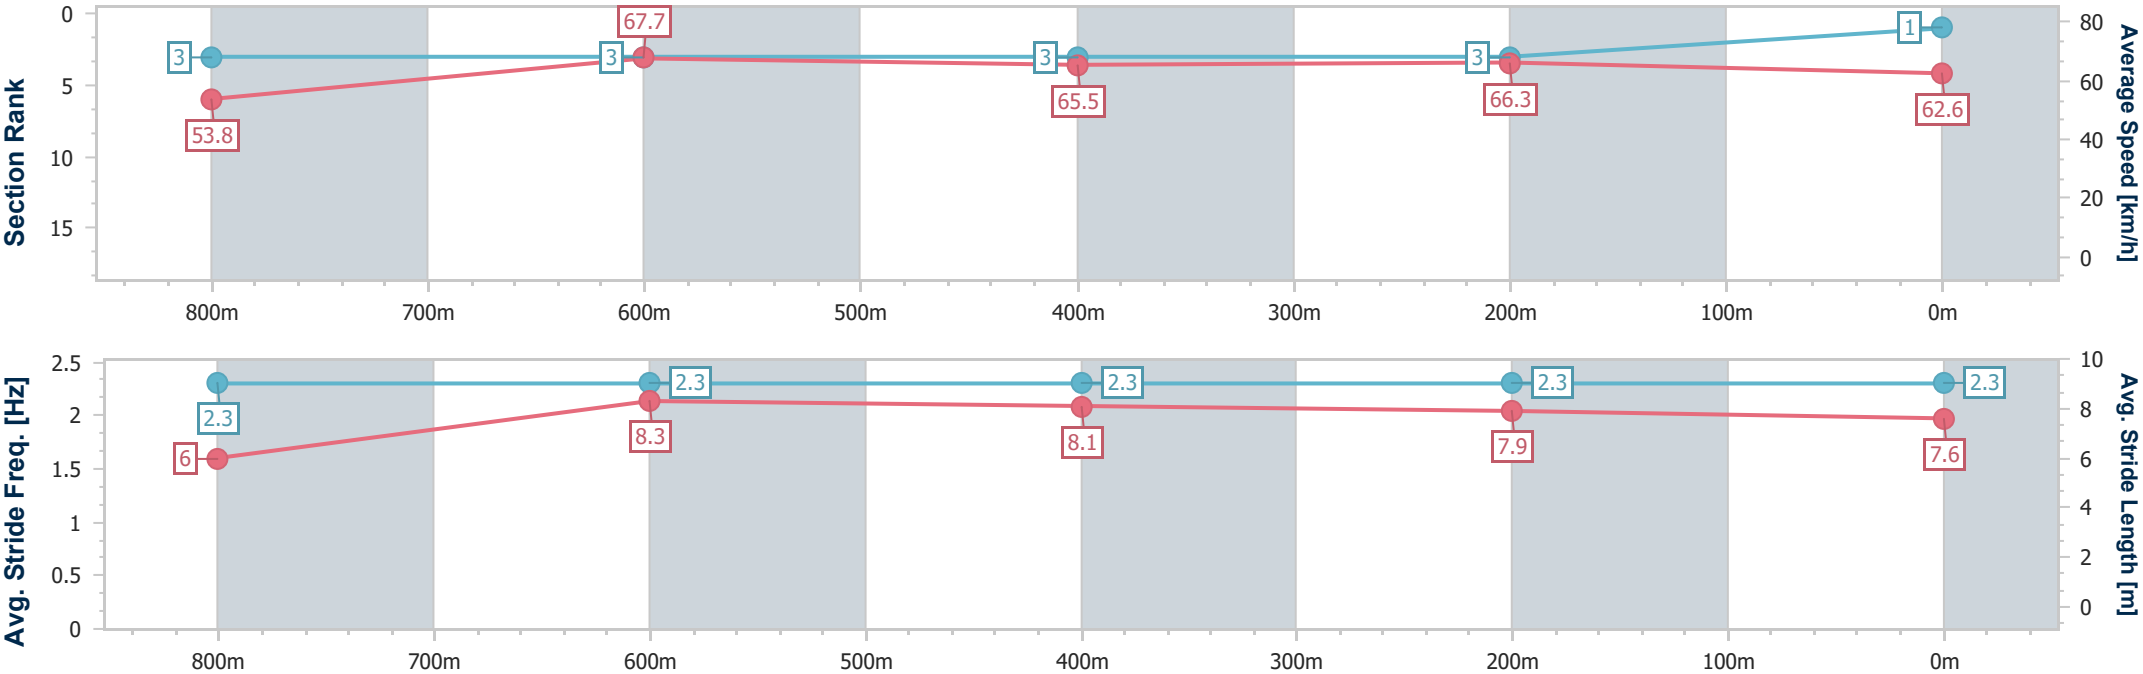 Section Rank
0
5
10
15
3
3
3
3
1
53.8
67.7
65.5
66.3
62.6
80
60
40
20
0
Average Speed [km/h]
800m
700m
600m
500m
400m
300m
200m
100m
0m
Avg. Stride Freq. [Hz]
2.5
2
1.5
1
0.5
0
2.3
2.3
2.3
2.3
2.3
6
8.3
8.1
7.9
7.6
10
8
6
4
2
0
Avg. Stride Length [m]
800m
700m
600m
500m
400m
300m
200m
100m
0m